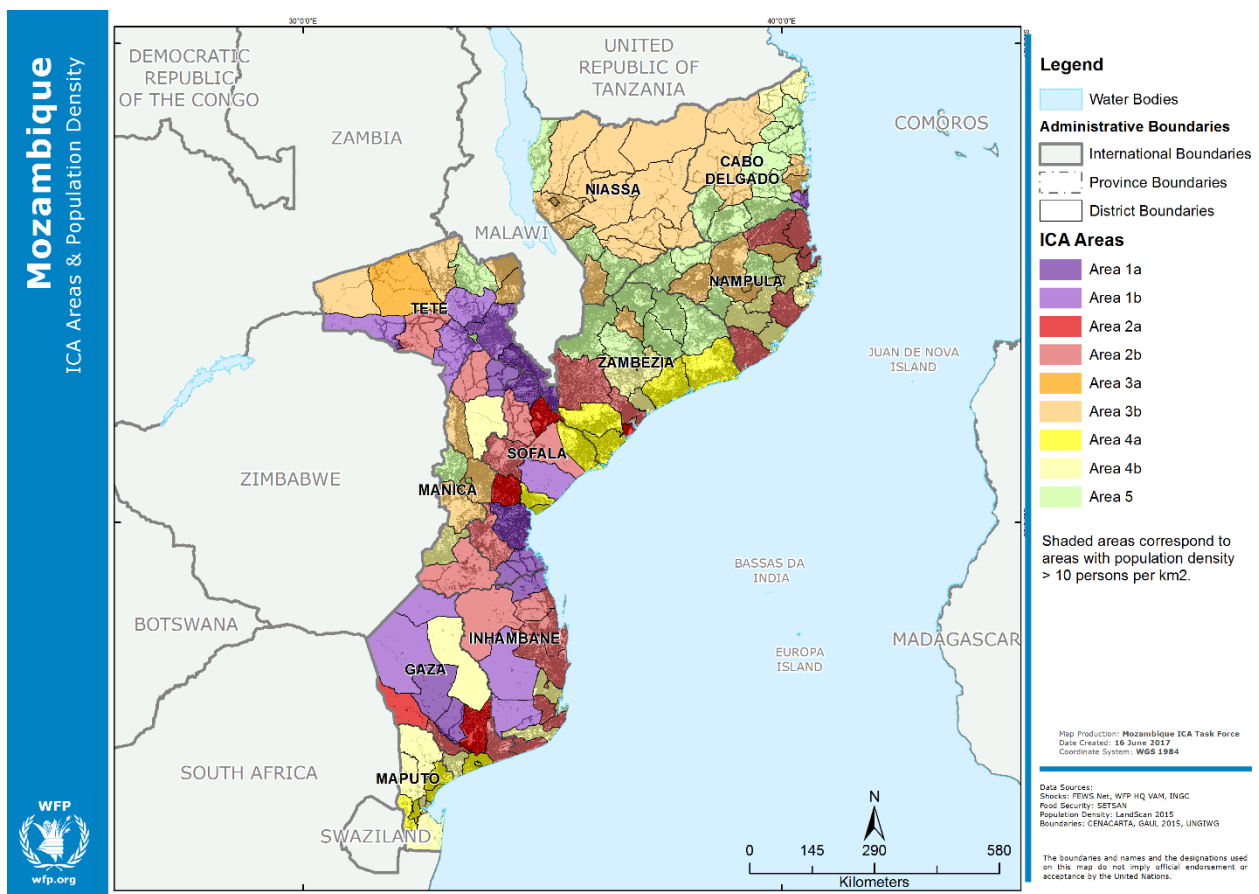 Mozambique
ICA Areas & Population Density
WFP
wfp.org
30°0'0"E
40°0'0"E
DEMOCRATIC
REPUBLIC
OF THE CONGO
UNITED
REPUBLIC OF
TANZANIA
ZAMBIA
COMOROS
MALAWI
NIASSA
CABO
DELGADO
NAMPULA
TETE
ZAMBEZIA
JUAN DE NOVA
ISLAND
SOFALA
MANICA
ZIMBABWE
BASSAS DA
INDIA
BOTSWANA
INHAMBANE
GAZA
EUROPA
ISLAND
MADAGASCAR
SOUTH AFRICA
MAPUTO
SWAZILAND
N
0 145 290 580
Kilometers
Legend
Water Bodies
Administrative Boundaries
International Boundaries
Province Boundaries
District Boundaries
ICA Areas
Area 1a
Area 1b
Area 2a
Area 2b
Area 3a
Area 3b
Area 4a
Area 4b
Area 5
Shaded areas correspond to
areas with population density
> 10 persons per km2.
Map Production: Mozambique ICA Task Force
Date Created: 16 June 2017
Coordinate System: WGS 1984
Data Sources:
Shocks: FEWS Net, WFP HQ VAM, INGC
Food Security: SETSAN
Population Density: LandScan 2015
Boundaries: CENACARTA, GAUL 2015, UNGIWG
The boundaries and names and the designations used
on this map do not imply official endorsement or
acceptance by the United Nations.